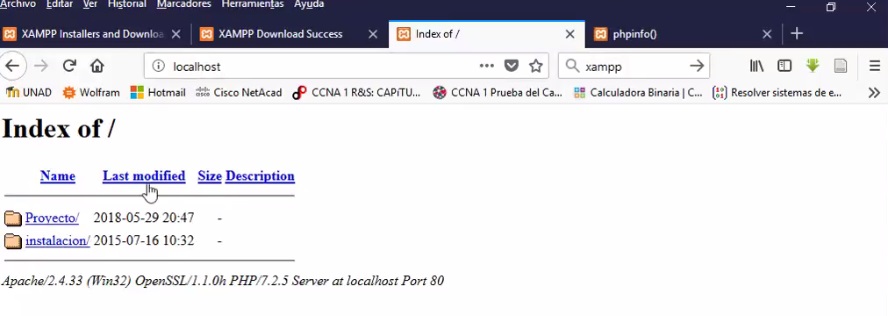 Archivo Editar Ver Historial Marcadores Herramientas Ayuda
XAMPP Installers and Downloa XAMPP Download Success Index of / phpinfo()
localhost xampp
UNAD Wolfram Hotmail Cisco NetAcad CCNA 1 R&S: CAPíTU... CCNA 1 Prueba del Ca... Calculadora Binaria | C... Resolver sistemas de e...
Index of /
Name Last modified Size Description
Proyecto/ 2018-05-29 20:47 -
instalacion/ 2015-07-16 10:32 -
Apache/2.4.33 (Win32) OpenSSL/1.1.0h PHP/7.2.5 Server at localhost Port 80